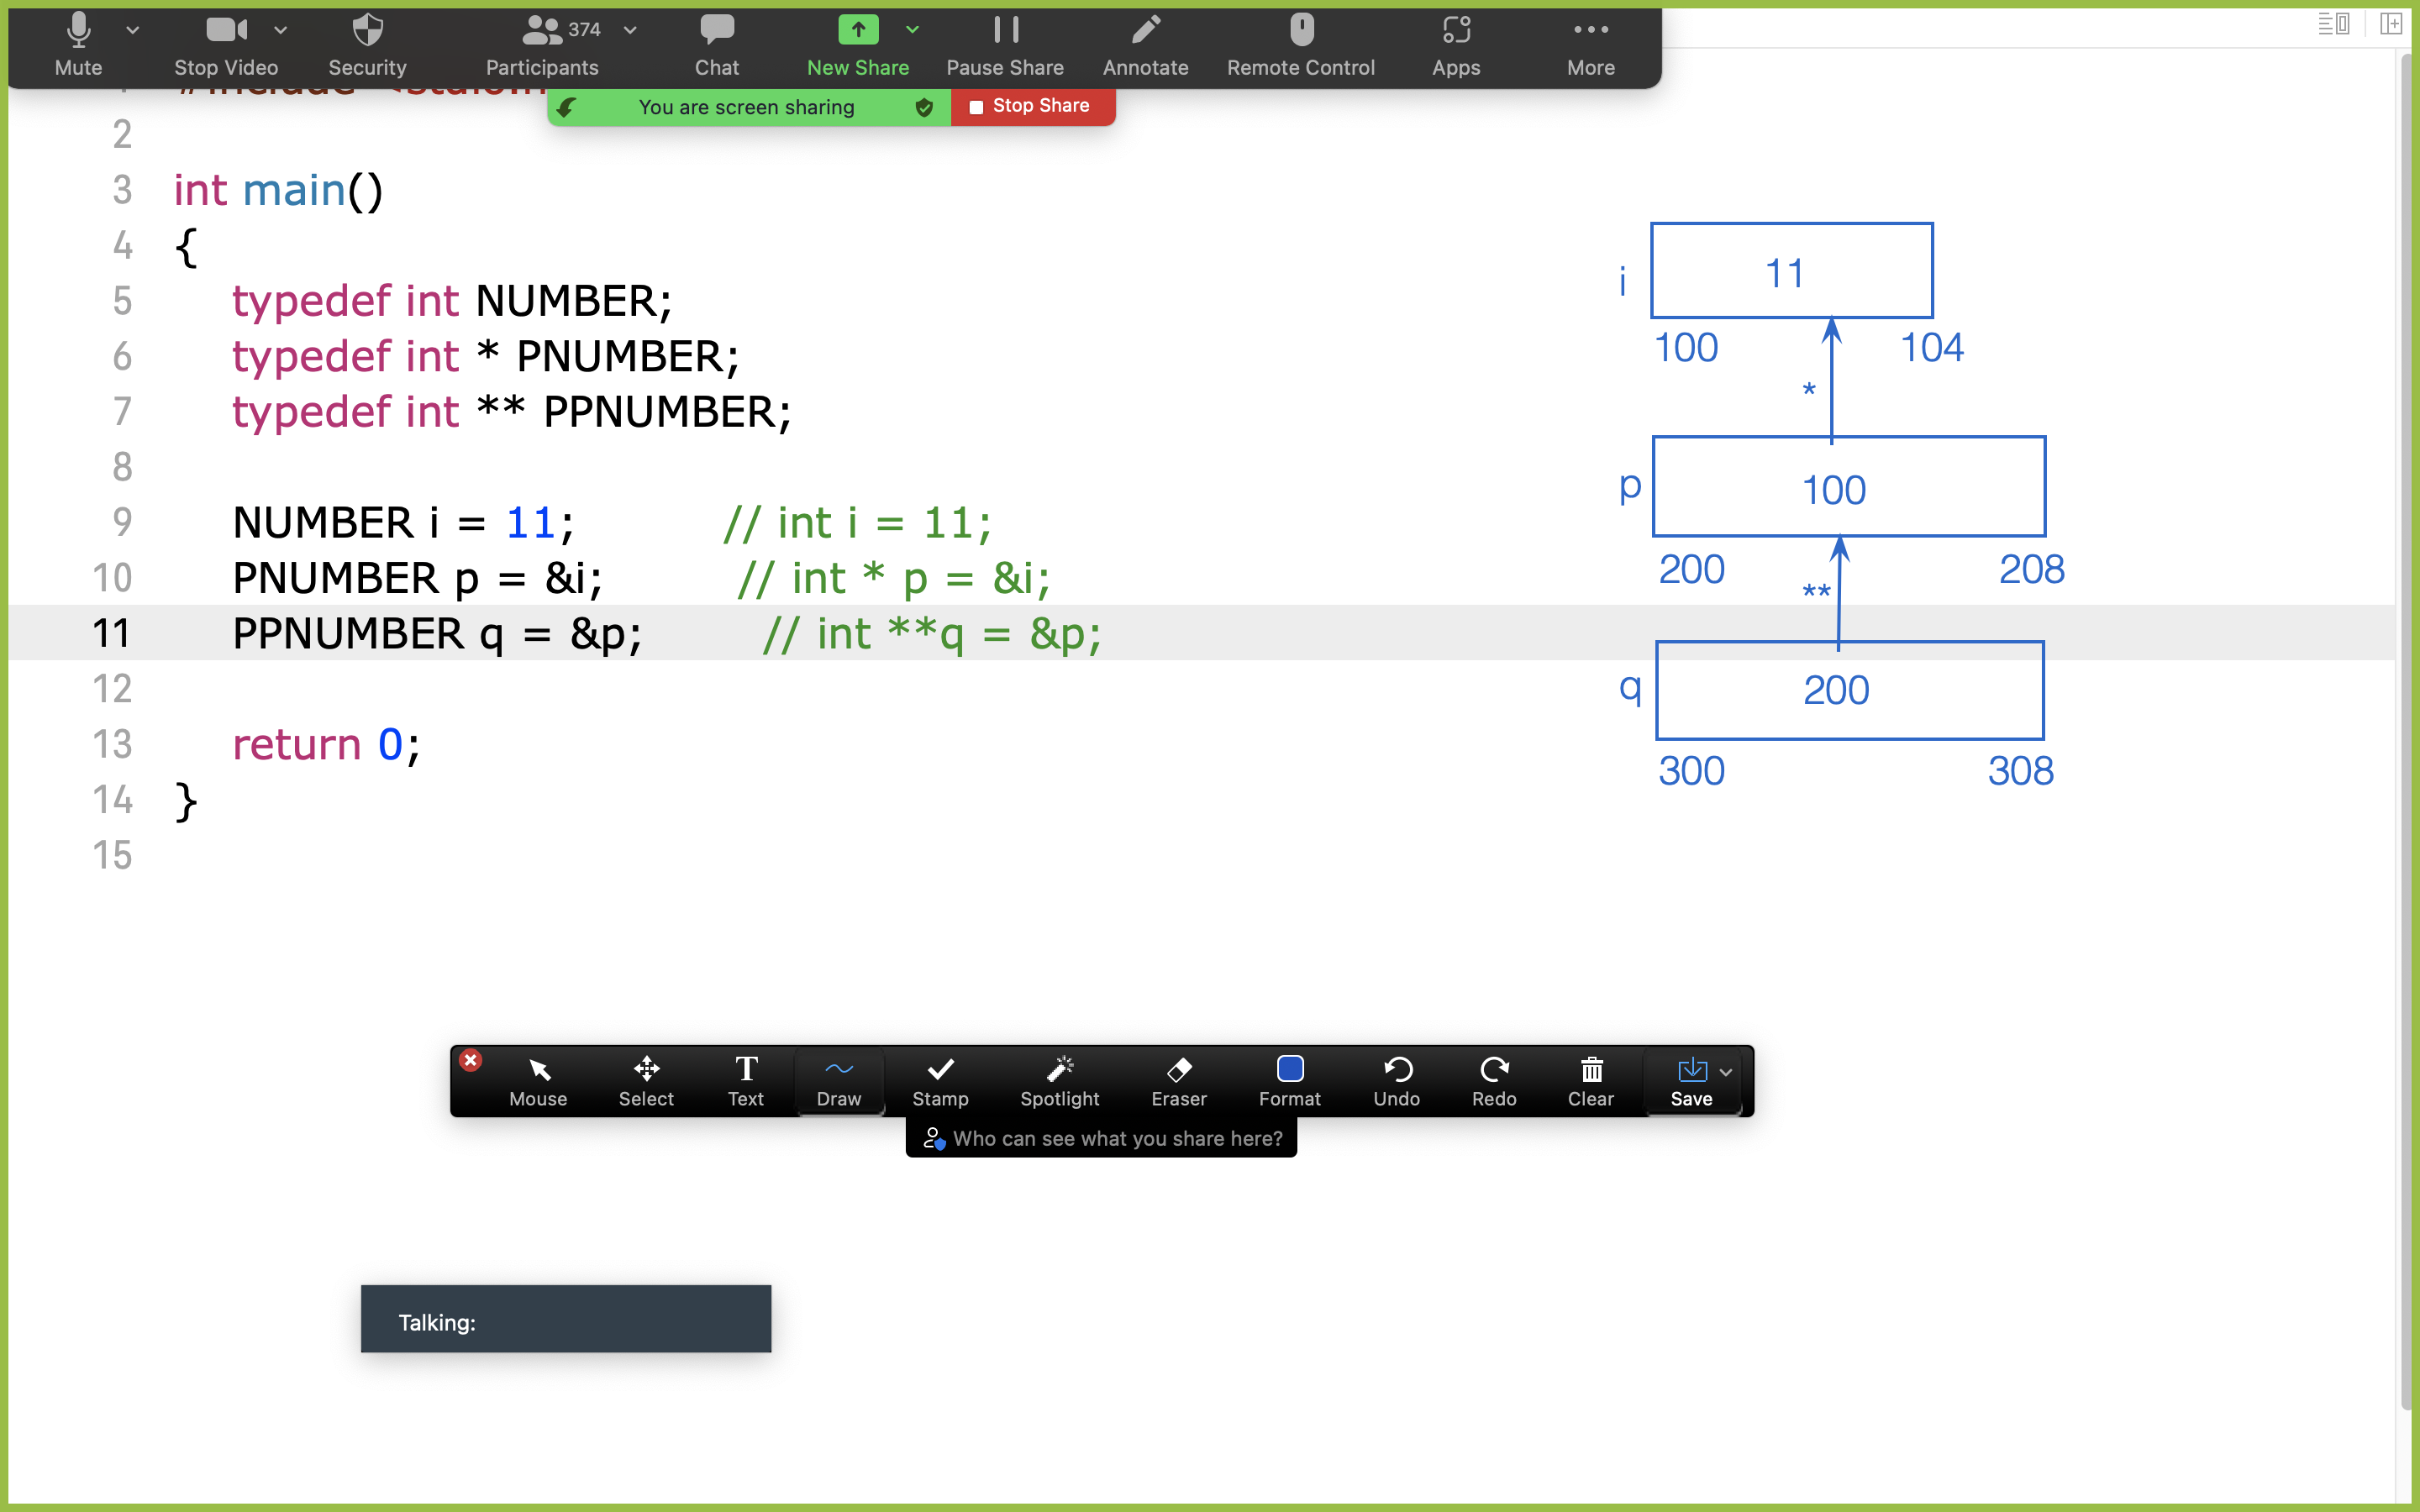 Mute Stop Video Security 374 Participants Chat New Share Pause Share Annotate Remote Control Apps More
You are screen sharing Stop Share
2
3 int main()
4 {
5 typedef int NUMBER;
6 typedef int * PNUMBER;
7 typedef int ** PPNUMBER;
8
9 NUMBER i = 11; // int i = 11;
10 PNUMBER p = &i; // int * p = &i;
11 PPNUMBER q = &p; // int **q = &p;
12
13 return 0;
14 }
15
i 11
100 104
*
p 100
200 208
**
q 200
300 308
Mouse Select Text Draw Stamp Spotlight Eraser Format Undo Redo Clear Save
Who can see what you share here?
Talking: